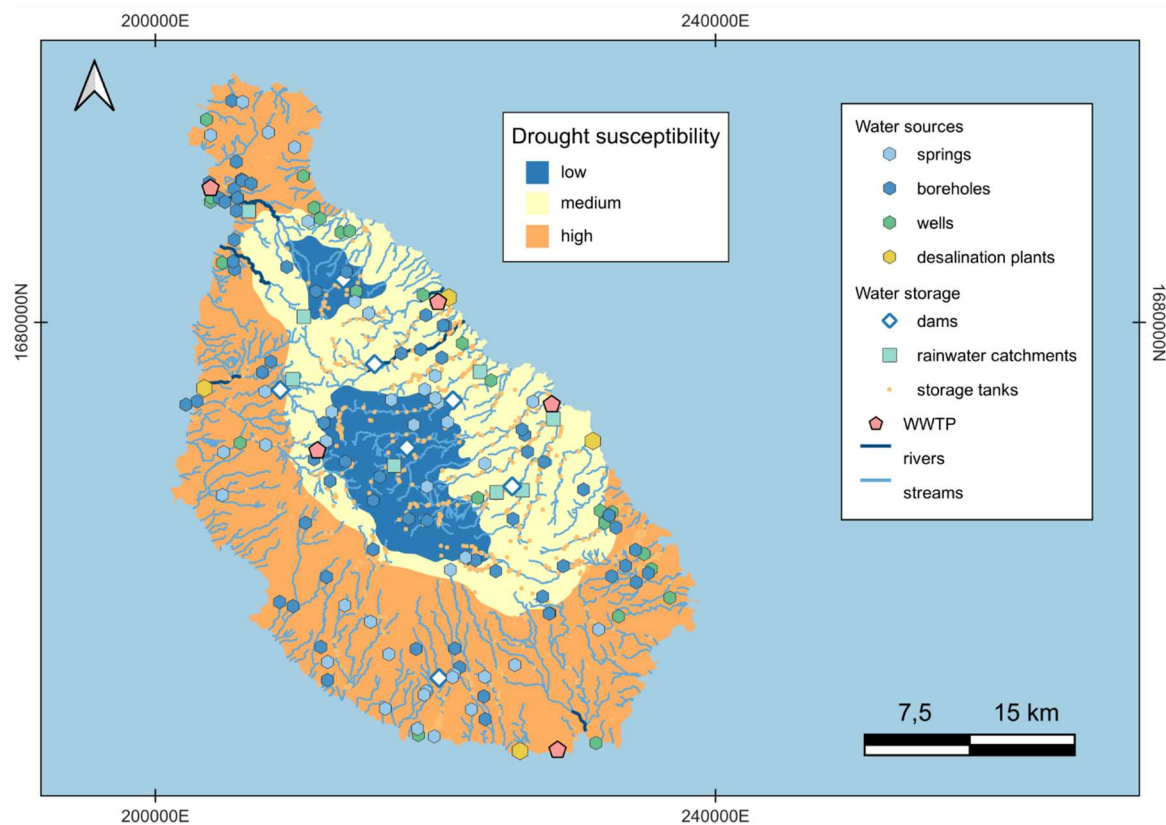 200000E
240000E
Drought susceptibility
low
medium
high
Water sources
springs
boreholes
wells
desalination plants
Water storage
dams
rainwater catchments
storage tanks
WWTP
rivers
streams
1680000N
1680000N
7,5
15 km
200000E
240000E